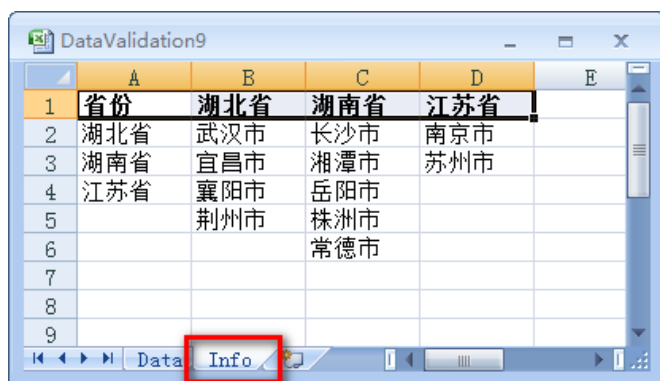 DataValidation9
A B C D E
1 省份 湖北省 湖南省 江苏省
2 湖北省 武汉市 长沙市 南京市
3 湖南省 宜昌市 湘潭市 苏州市
4 江苏省 襄阳市 岳阳市
5 荆州市 株洲市
6 常德市
7
8
9
Data Info